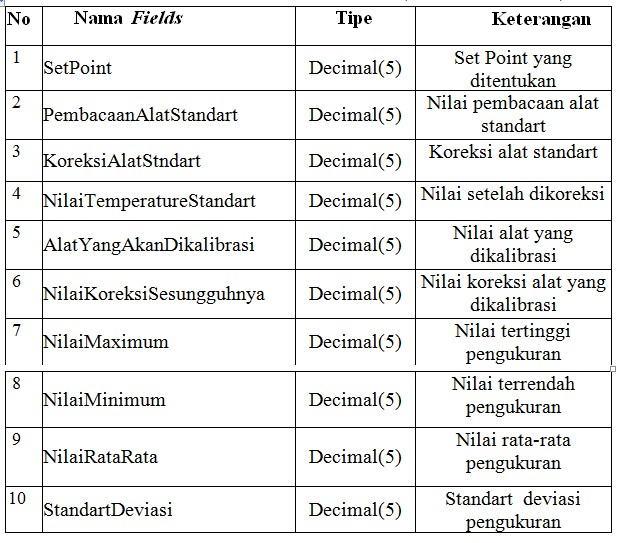 No Nama Fields Tipe Keterangan
1 SetPoint Decimal(5) Set Point yang
ditentukan
2 PembacaanAlatStandart Decimal(5) Nilai pembacaan alat
standart
3 KoreksiAlatStndart Decimal(5) Koreksi alat standart
4 NilaiTemperatureStandart Decimal(5) Nilai setelah dikoreksi
5 AlatYangAkanDikalibrasi Decimal(5) Nilai alat yang
dikalibrasi
6 NilaiKoreksiSesungguhnya Decimal(5) Nilai koreksi alat yang
dikalibrasi
7 NilaiMaximum Decimal(5) Nilai tertinggi
pengukuran
8 NilaiMinimum Decimal(5) Nilai terrendah
pengukuran
9 NilaiRataRata Decimal(5) Nilai rata-rata
pengukuran
10 StandartDeviasi Decimal(5) Standart deviasi
pengukuran